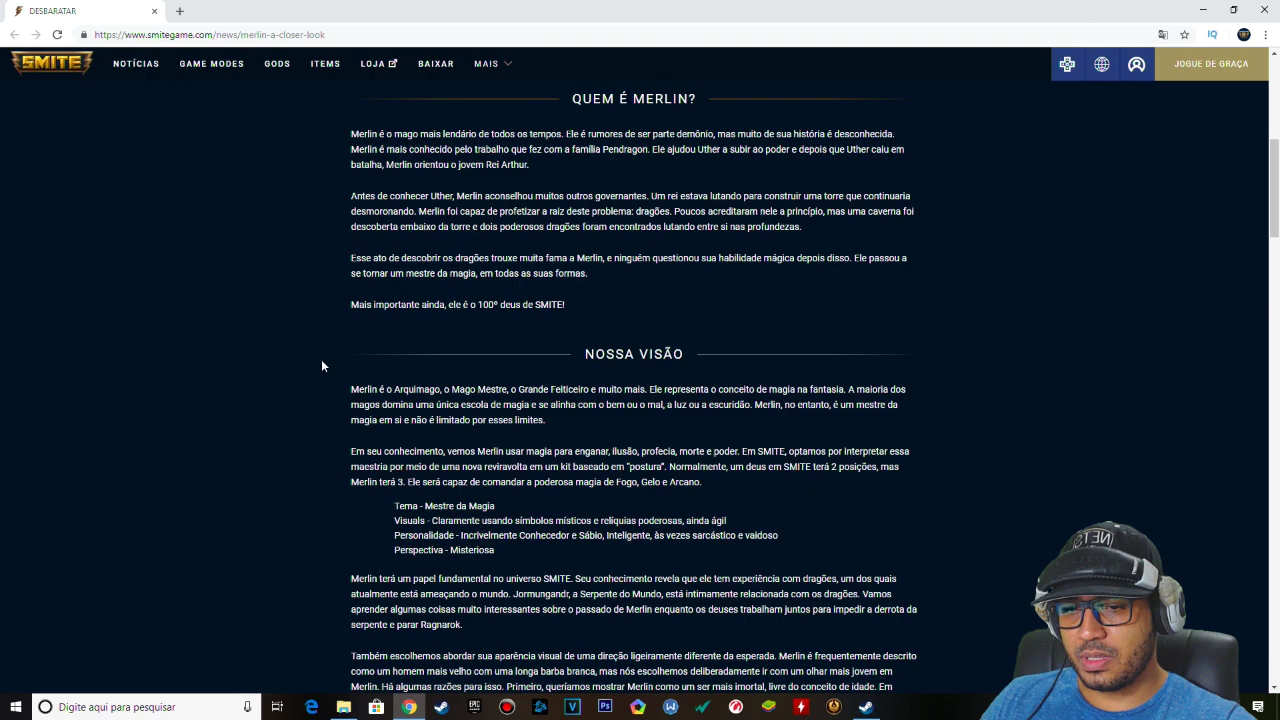 DESBARATAR
https://www.smitegame.com/news/merlin-a-closer-look
IQ
SMITE
NOTÍCIAS
GAME MODES
GODS
ITEMS
LOJA
BAIXAR
MAIS
JOGUE DE GRAÇA
QUEM É MERLIN?
Merlin é o mago mais lendário de todos os tempos. Ele é rumores de ser parte demônio, mas muito de sua história é desconhecida.
Merlin é mais conhecido pelo trabalho que fez com a família Pendragon. Ele ajudou Uther a subir ao poder e depois que Uther caiu em
batalha, Merlin orientou o jovem Rei Arthur.
Antes de conhecer Uther, Merlin aconselhou muitos outros governantes. Um rei estava lutando para construir uma torre que continuaria
desmoronando. Merlin foi capaz de profetizar a raiz deste problema: dragões. Poucos acreditaram nele a princípio, mas uma caverna foi
descoberta embaixo da torre e dois poderosos dragões foram encontrados lutando entre si nas profundezas.
Esse ato de descobrir os dragões trouxe muita fama a Merlin, e ninguém questionou sua habilidade mágica depois disso. Ele passou a
se tornar um mestre da magia, em todas as suas formas.
Mais importante ainda, ele é o 100º deus de SMITE!
NOSSA VISÃO
Merlin é o Arquimago, o Mago Mestre, o Grande Feiticeiro e muito mais. Ele representa o conceito de magia na fantasia. A maioria dos
magos domina uma única escola de magia e se alinha com o bem ou o mal, a luz ou a escuridão. Merlin, no entanto, é um mestre da
magia em si e não é limitado por esses limites.
Em seu conhecimento, vemos Merlin usar magia para enganar, ilusão, profecia, morte e poder. Em SMITE, optamos por interpretar essa
maestria por meio de uma nova reviravolta em um kit baseado em “postura”. Normalmente, um deus em SMITE terá 2 posições, mas
Merlin terá 3. Ele será capaz de comandar a poderosa magia de Fogo, Gelo e Arcano.
Tema - Mestre da Magia
Visuals - Claramente usando símbolos místicos e relíquias poderosas, ainda ágil
Personalidade - Incrivelmente Conhecedor e Sábio, Inteligente, às vezes sarcástico e vaidoso
Perspectiva - Misteriosa
Merlin terá um papel fundamental no universo SMITE. Seu conhecimento revela que ele tem experiência com dragões, um dos quais
atualmente está ameaçando o mundo. Jormungandr, a Serpente do Mundo, está intimamente relacionada com os dragões. Vamos
aprender algumas coisas muito interessantes sobre o passado de Merlin enquanto os deuses trabalham juntos para impedir a derrota da
serpente e parar Ragnarok.
Também escolhemos abordar sua aparência visual de uma direção ligeiramente diferente da esperada. Merlin é frequentemente descrito
como um homem mais velho com uma longa barba branca, mas nós escolhemos deliberadamente ir com um olhar mais jovem em
Merlin. Há algumas razões para isso. Primeiro, queríamos mostrar Merlin como um ser mais imortal, livre do conceito de idade. Em
Digite aqui para pesquisar